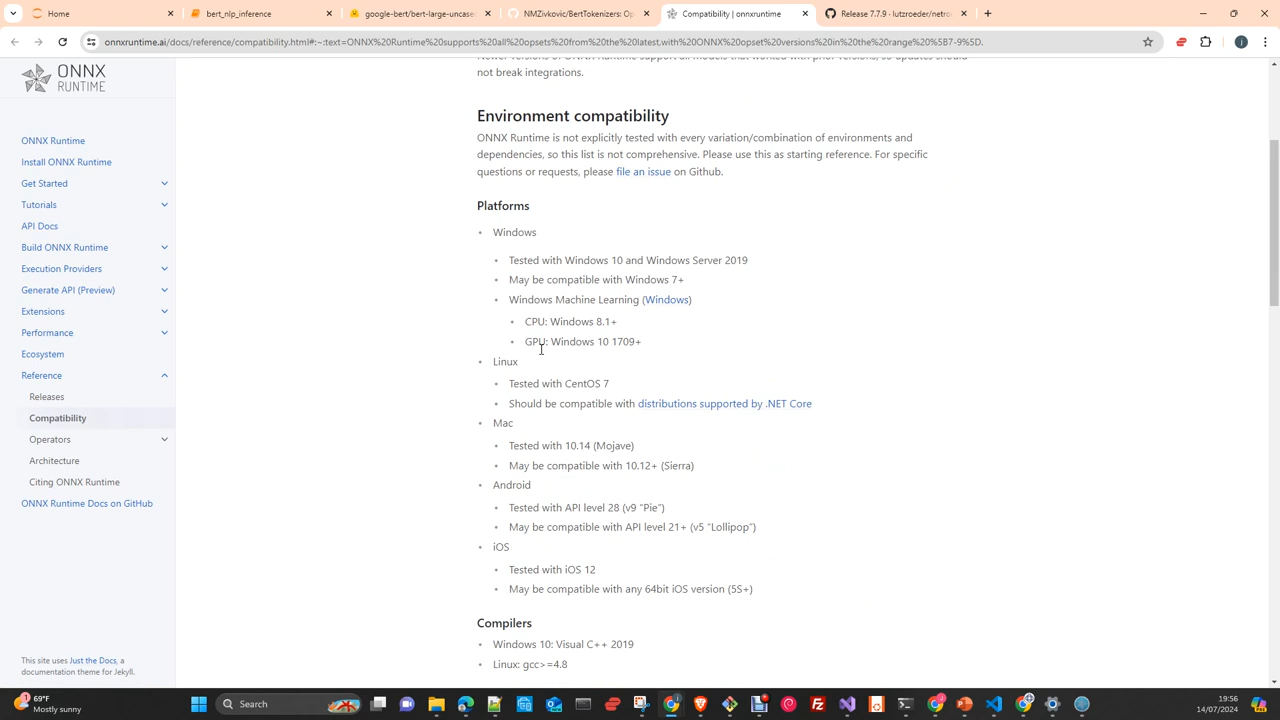 Home
bert_nlp_inference
google-bert/bert-large-uncase
NMZivkovic/BertTokenizers: Op
Compatibility | onnxruntime
Release 7.7.9 · lutzroeder/netro
onnxruntime.ai/docs/reference/compatibility.html#:~:text=ONNX%20Runtime%20supports%20all%20opsets%20from%20the%20latest,with%20ONNX%20opset%20versions%20in%20the%20range%20%5B7-9%5D.
ONNX
RUNTIME
ONNX Runtime
Install ONNX Runtime
Get Started
Tutorials
API Docs
Build ONNX Runtime
Execution Providers
Generate API (Preview)
Extensions
Performance
Ecosystem
Reference
Releases
Compatibility
Operators
Architecture
Citing ONNX Runtime
ONNX Runtime Docs on GitHub
This site uses Just the Docs, a
documentation theme for Jekyll.
Newer versions of ONNX Runtime support all models that worked with prior versions, so updates should
not break integrations.
Environment compatibility
ONNX Runtime is not explicitly tested with every variation/combination of environments and
dependencies, so this list is not comprehensive. Please use this as starting reference. For specific
questions or requests, please file an issue on Github.
Platforms
• Windows
• Tested with Windows 10 and Windows Server 2019
• May be compatible with Windows 7+
• Windows Machine Learning (Windows)
• CPU: Windows 8.1+
• GPU: Windows 10 1709+
• Linux
• Tested with CentOS 7
• Should be compatible with distributions supported by .NET Core
• Mac
• Tested with 10.14 (Mojave)
• May be compatible with 10.12+ (Sierra)
• Android
• Tested with API level 28 (v9 “Pie”)
• May be compatible with API level 21+ (v5 “Lollipop”)
• iOS
• Tested with iOS 12
• May be compatible with any 64bit iOS version (5S+)
Compilers
• Windows 10: Visual C++ 2019
• Linux: gcc>=4.8
1
69°F
Mostly sunny
Search
19:56
14/07/2024